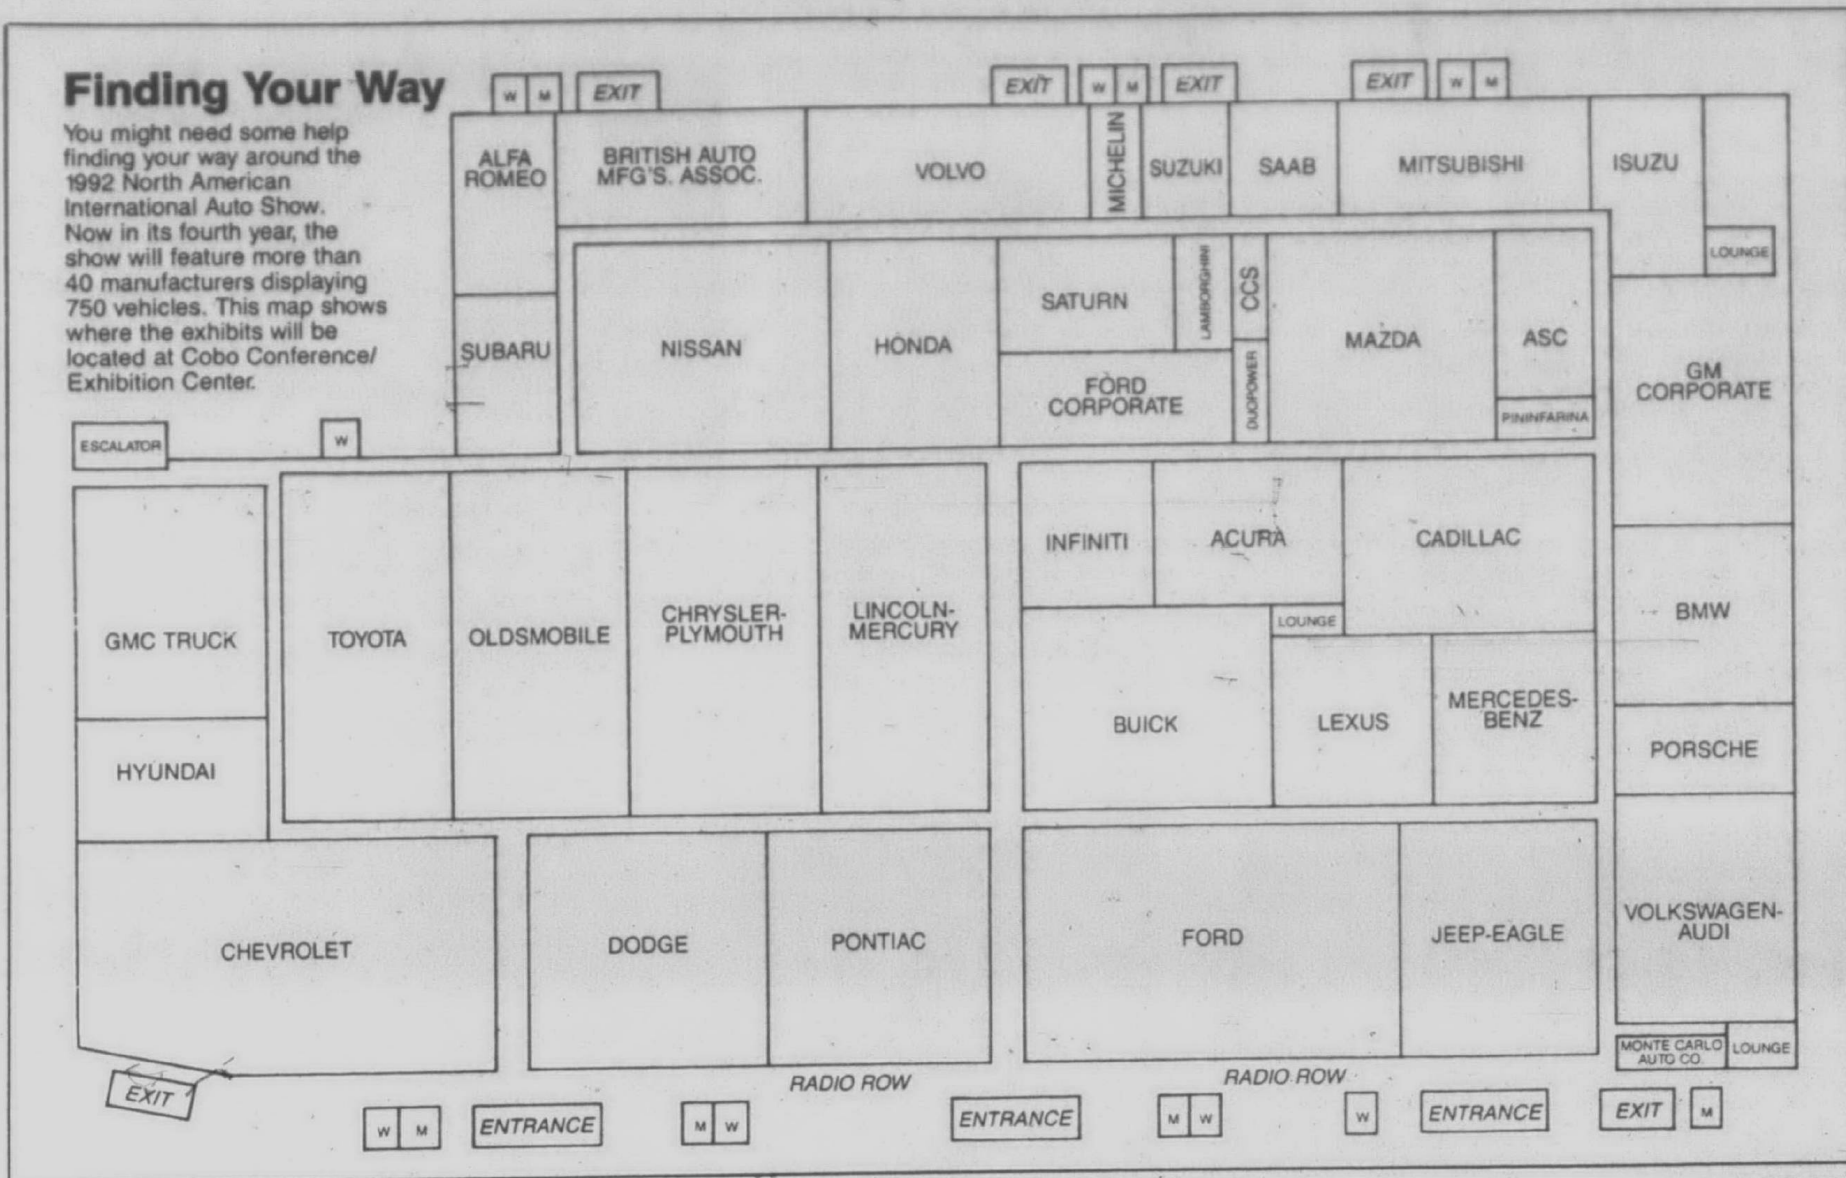 Finding Your Way
You might need some help
finding your way around the
1992 North American
International Auto Show.
Now in its fourth year, the
show will feature more than
40 manufacturers displaying
750 vehicles. This map shows
where the exhibits will be
located at Cobo Conference/
Exhibition Center.
W M EXIT
EXIT W M EXIT
EXIT W M
ALFA
ROMEO
BRITISH AUTO
MFG'S. ASSOC.
VOLVO
MICHELIN
SUZUKI
SAAB
MITSUBISHI
ISUZU
LOUNGE
SUBARU
NISSAN
HONDA
SATURN
LAMBORGHINI
CCS
FORD
CORPORATE
DUOPOWER
MAZDA
ASC
PININFARINA
GM
CORPORATE
ESCALATOR
W
GMC TRUCK
TOYOTA
OLDSMOBILE
CHRYSLER-
PLYMOUTH
LINCOLN-
MERCURY
INFINITI
ACURA
CADILLAC
LOUNGE
BMW
HYUNDAI
BUICK
LEXUS
MERCEDES-
BENZ
PORSCHE
CHEVROLET
DODGE
PONTIAC
FORD
JEEP-EAGLE
VOLKSWAGEN-
AUDI
MONTE CARLO
AUTO CO.
LOUNGE
RADIO ROW
RADIO ROW
EXIT
W M
ENTRANCE
M W
ENTRANCE
M W
W
ENTRANCE
EXIT
M